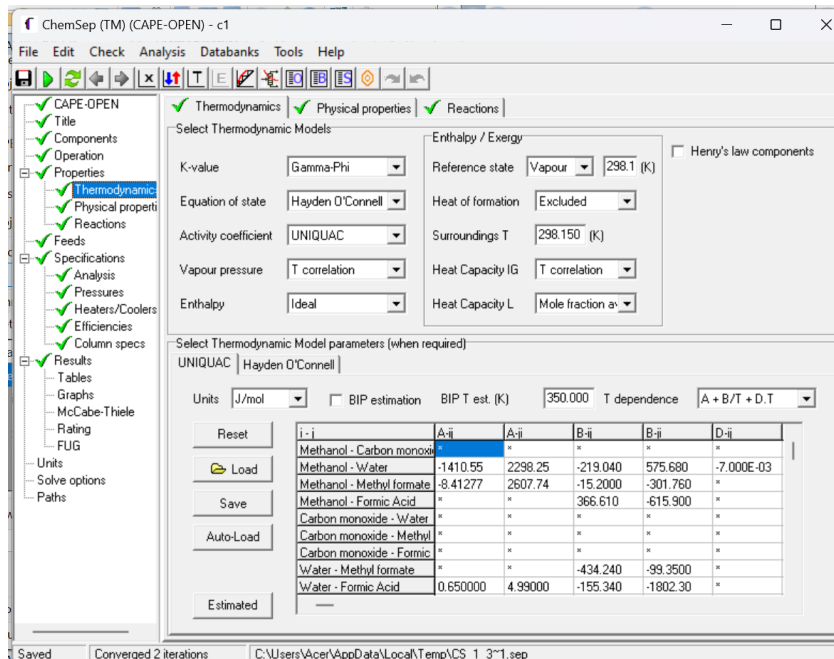 ChemSep (TM) (CAPE-OPEN) - c1
File Edit Check Analysis Databanks Tools Help
CAPE-OPEN
Title
Components
Operation
Properties
Thermodynamics
Physical properti
Reactions
Feeds
Specifications
Analysis
Pressures
Heaters/Coolers
Efficiencies
Column specs
Results
Tables
Graphs
McCabe-Thiele
Rating
FUG
Units
Solve options
Paths
Thermodynamics Physical properties Reactions
Select Thermodynamic Models
K-value Gamma-Phi
Equation of state Hayden O'Connell
Activity coefficient UNIQUAC
Vapour pressure T correlation
Enthalpy Ideal
Enthalpy / Exergy
Reference state Vapour 298.1 (K)
Heat of formation Excluded
Surroundings T 298.150 (K)
Heat Capacity IG T correlation
Heat Capacity L Mole fraction av
Henry's law components
Select Thermodynamic Model parameters (when required)
UNIQUAC Hayden O'Connell
Units J/mol BIP estimation BIP T est. (K) 350.000 T dependence A + B/T + D.T
Reset
Load
Save
Auto-Load
Estimated
i - j A-ij A-ji B-ij B-ji D-ij
Methanol - Carbon monoxi * * * * *
Methanol - Water -1410.55 2298.25 -219.040 575.680 -7.000E-03
Methanol - Methyl formate -8.41277 2607.74 -15.2000 -301.760 *
Methanol - Formic Acid * * 366.610 -615.900 *
Carbon monoxide - Water * * * * *
Carbon monoxide - Methyl * * * * *
Carbon monoxide - Formic * * * * *
Water - Methyl formate * * -434.240 -99.3500 *
Water - Formic Acid 0.650000 4.99000 -155.340 -1802.30 *
Saved Converged 2 iterations C:\Users\Acer\AppData\Local\Temp\CS_1_3~1.sep